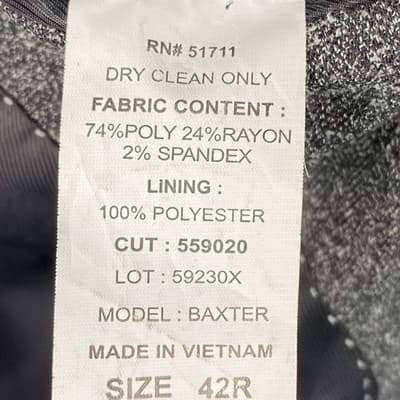 RN# 51711
DRY CLEAN ONLY
FABRIC CONTENT :
74%POLY 24%RAYON
2% SPANDEX
LINING :
100% POLYESTER
CUT : 559020
LOT : 59230X
MODEL : BAXTER
MADE IN VIETNAM
SIZE 42R